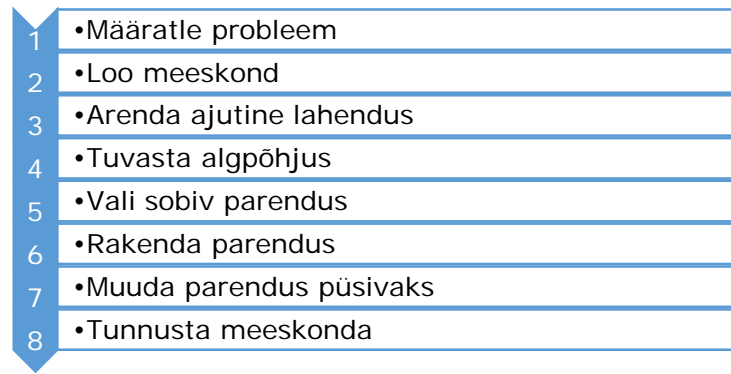 1 •Määratle probleem
2 •Loo meeskond
3 •Arenda ajutine lahendus
4 •Tuvasta algpõhjus
5 •Vali sobiv parendus
6 •Rakenda parendus
7 •Muuda parendus püsivaks
8 •Tunnusta meeskonda